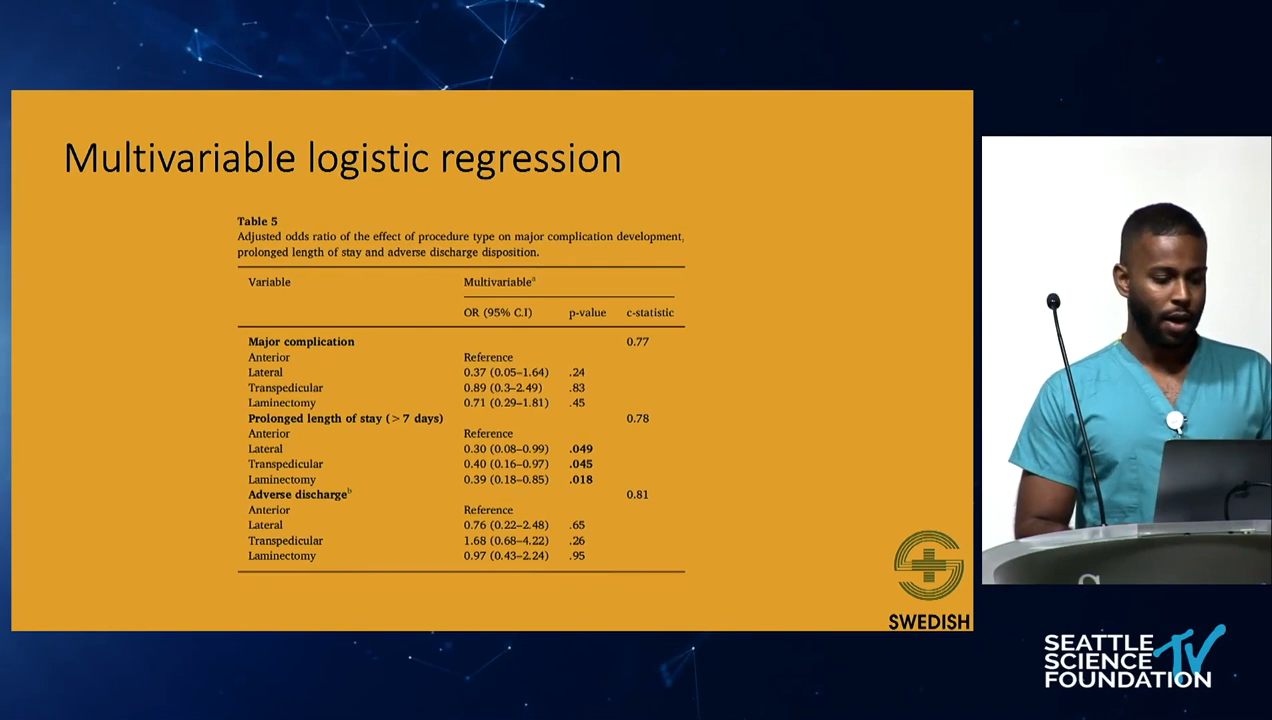 Multivariable logistic regression
Table 5
Adjusted odds ratio of the effect of procedure type on major complication development,
prolonged length of stay and adverse discharge disposition.
Variable Multivariableᵃ
OR (95% C.I) p-value c-statistic
Major complication 0.77
Anterior Reference
Lateral 0.37 (0.05–1.64) .24
Transpedicular 0.89 (0.3–2.49) .83
Laminectomy 0.71 (0.29–1.81) .45
Prolonged length of stay (>7 days) 0.78
Anterior Reference
Lateral 0.30 (0.08–0.99) .049
Transpedicular 0.40 (0.16–0.97) .045
Laminectomy 0.39 (0.18–0.85) .018
Adverse dischargeᵇ 0.81
Anterior Reference
Lateral 0.76 (0.22–2.48) .65
Transpedicular 1.68 (0.68–4.22) .26
Laminectomy 0.97 (0.43–2.24) .95
SWEDISH
S
SEATTLE
SCIENCE TV
FOUNDATION